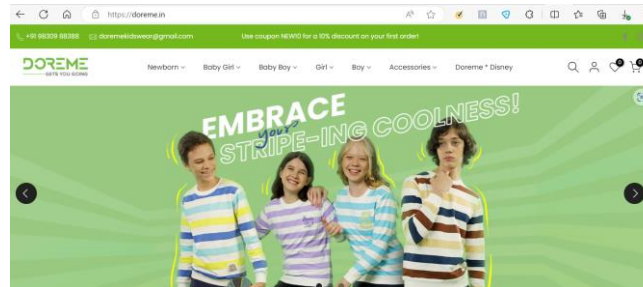 https://doreme.in
+91 98309 88388 doremekidswear@gmail.com Use coupon NEW10 for a 10% discount on your first order!
DOREME
GETS YOU GOING
Newborn Baby Girl Baby Boy Girl Boy Accessories Doreme * Disney
0 0
EMBRACE
your
STRIPE-ING COOLNESS!